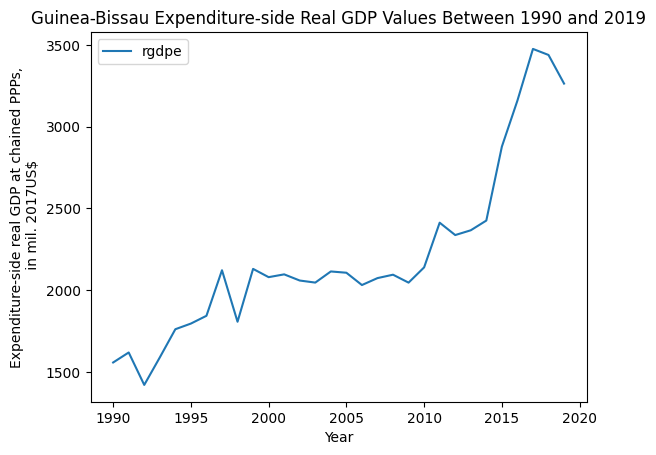 Guinea-Bissau Expenditure-side Real GDP Values Between 1990 and 2019
rgdpe
Expenditure-side real GDP at chained PPPs,
in mil. 2017US$
3500
3000
2500
2000
1500
1990
1995
2000
2005
2010
2015
2020
Year